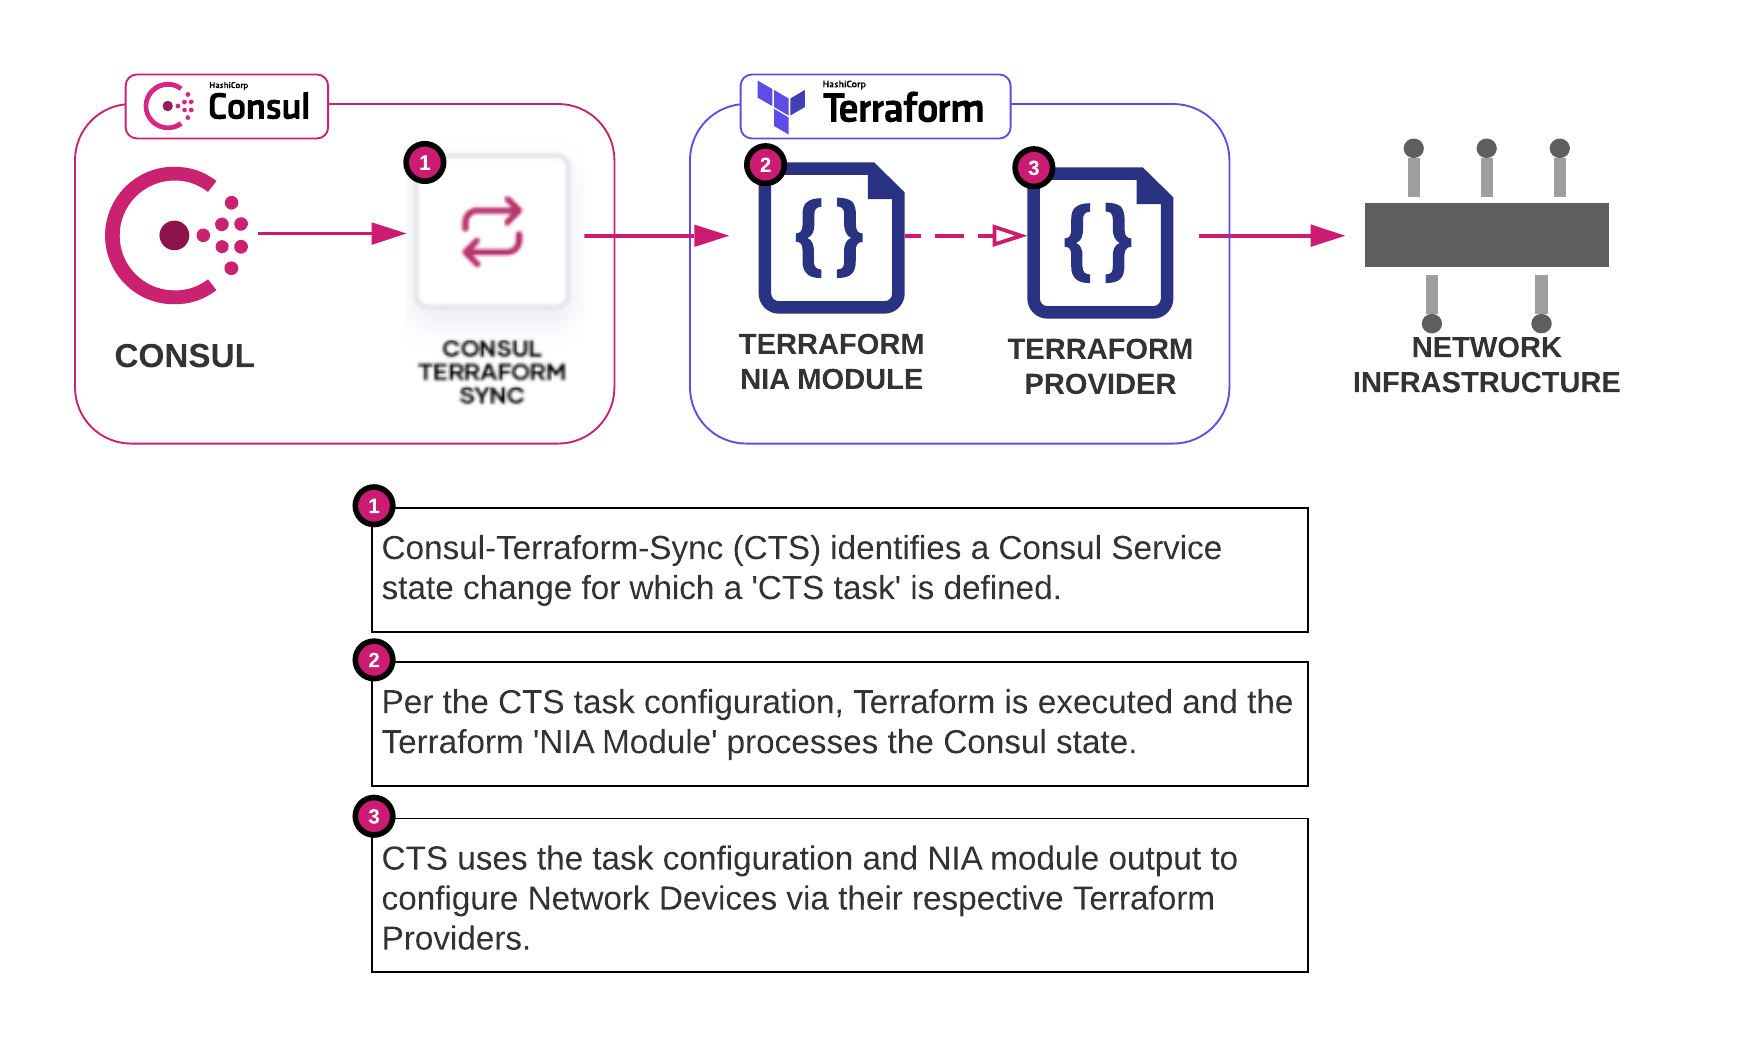 HashiCorp
Consul
HashiCorp
Terraform
1
2
3
CONSUL
CONSUL
TERRAFORM
SYNC
TERRAFORM
NIA MODULE
TERRAFORM
PROVIDER
NETWORK
INFRASTRUCTURE
1
Consul-Terraform-Sync (CTS) identifies a Consul Service
state change for which a 'CTS task' is defined.
2
Per the CTS task configuration, Terraform is executed and the
Terraform 'NIA Module' processes the Consul state.
3
CTS uses the task configuration and NIA module output to
configure Network Devices via their respective Terraform
Providers.